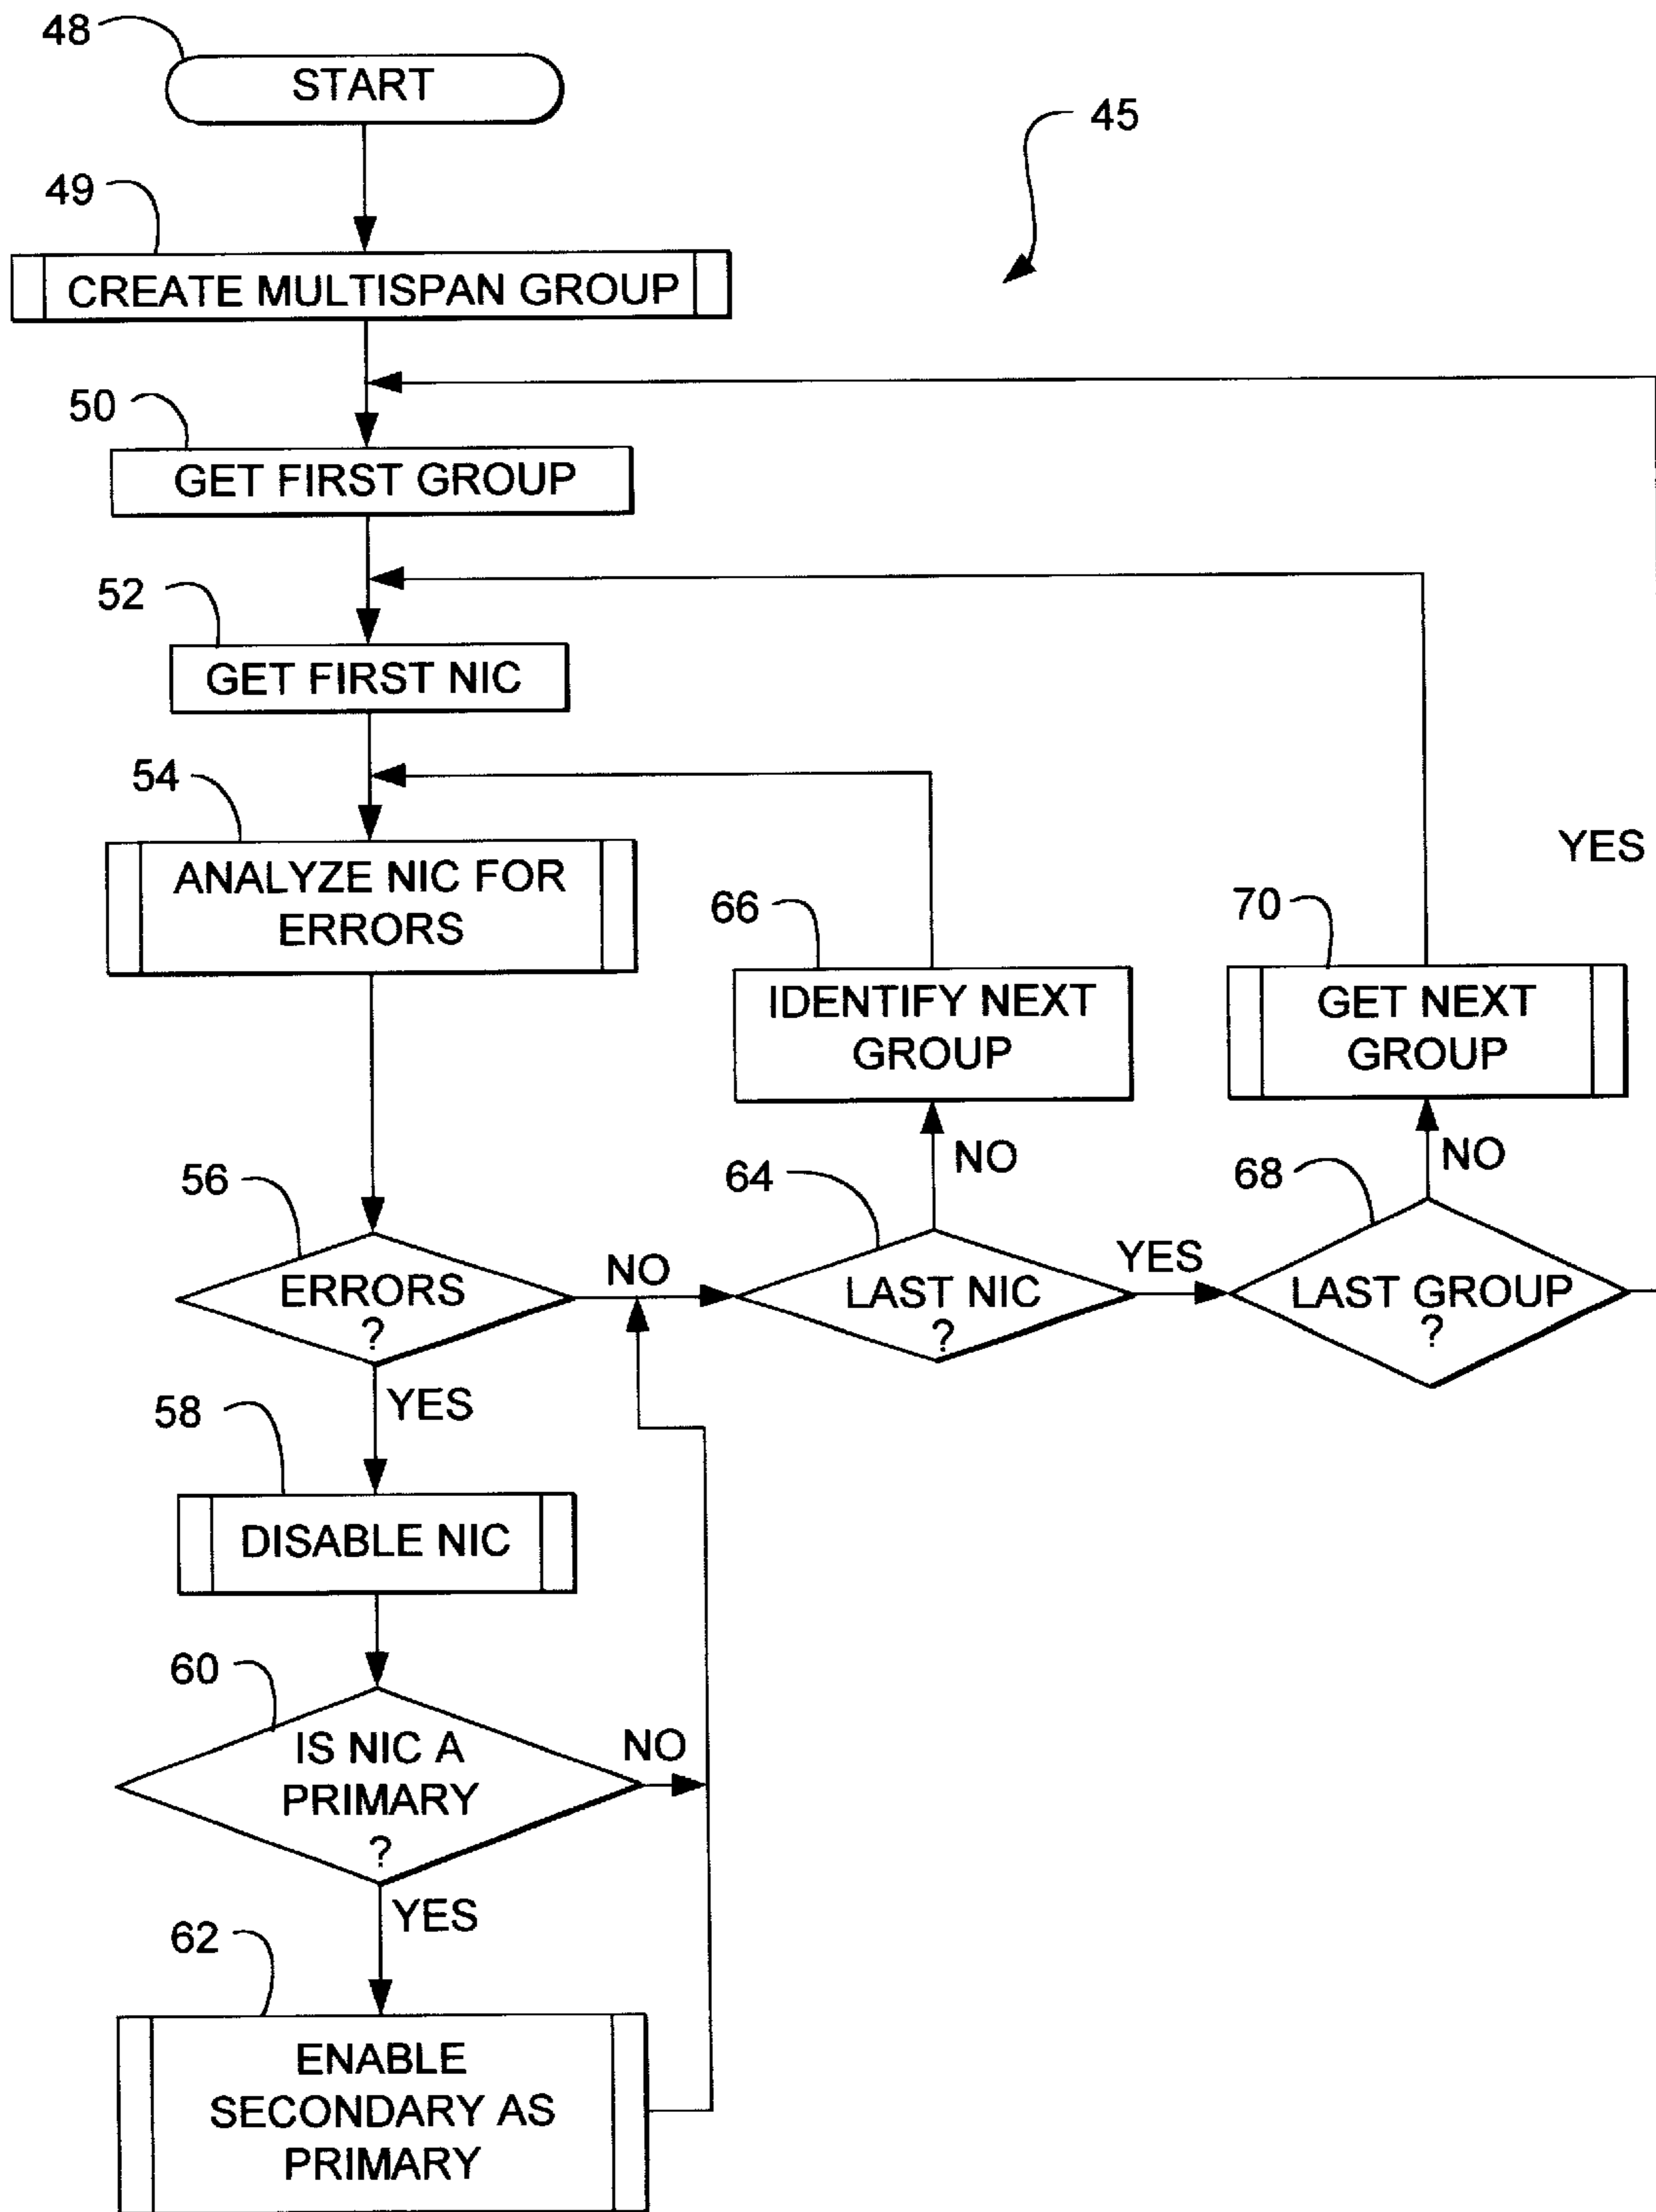 48
START
45
49
CREATE MULTISPAN GROUP
50
GET FIRST GROUP
52
GET FIRST NIC
54
ANALYZE NIC FOR
ERRORS
YES
66
IDENTIFY NEXT
GROUP
70
GET NEXT
GROUP
NO
NO
56
ERRORS
?
NO
64
LAST NIC
?
YES
68
LAST GROUP
?
YES
58
DISABLE NIC
60
IS NIC A
PRIMARY
?
NO
YES
62
ENABLE
SECONDARY AS
PRIMARY